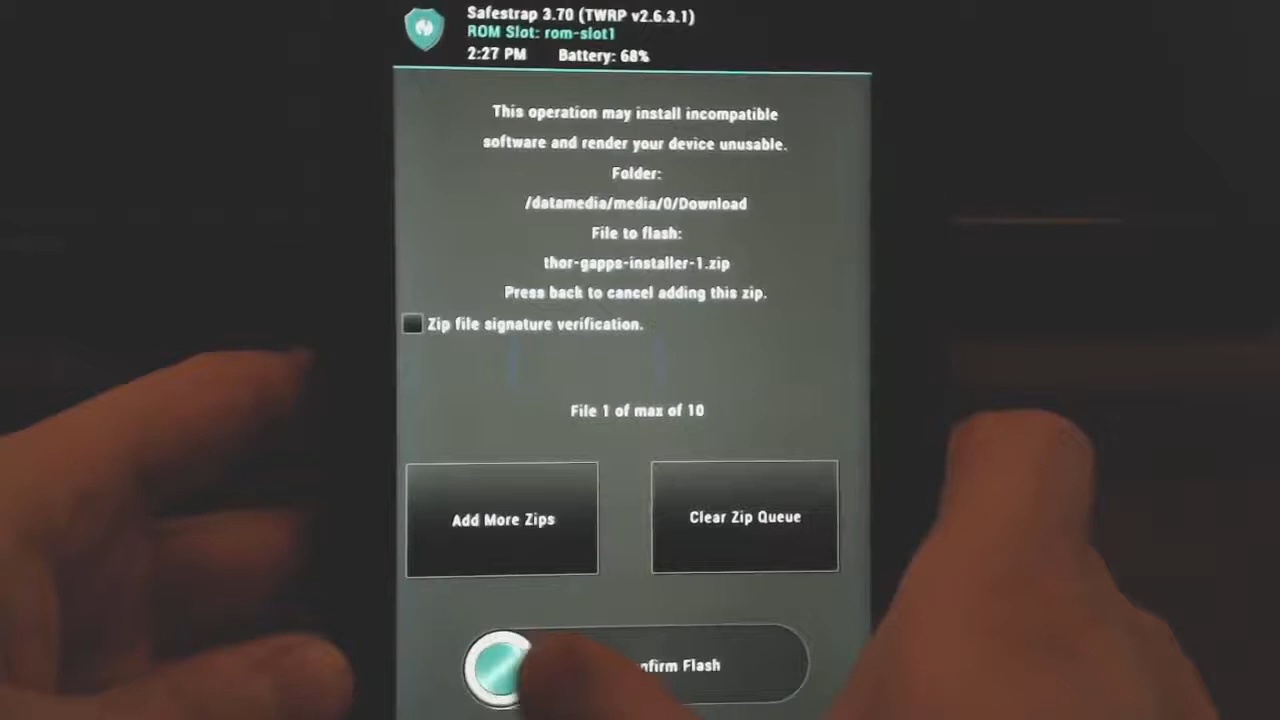 Safestrap 3.70 (TWRP v2.6.3.1)
ROM Slot: rom-slot1
2:27 PM Battery: 68%
This operation may install incompatible
software and render your device unusable.
Folder:
/datamedia/media/0/Download
File to flash:
thor-gapps-installer-1.zip
Press back to cancel adding this zip.
Zip file signature verification.
File 1 of max of 10
Add More Zips
Clear Zip Queue
Flash